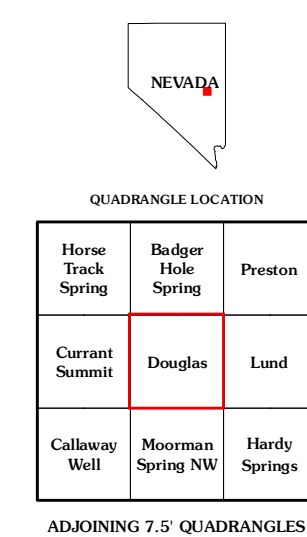 NEVADA
QUADRANGLE LOCATION
Horse
Track
Spring
Badger
Hole
Spring
Preston
Currant
Summit
Douglas
Lund
Callaway
Well
Moorman
Spring NW
Hardy
Springs
ADJOINING 7.5' QUADRANGLES